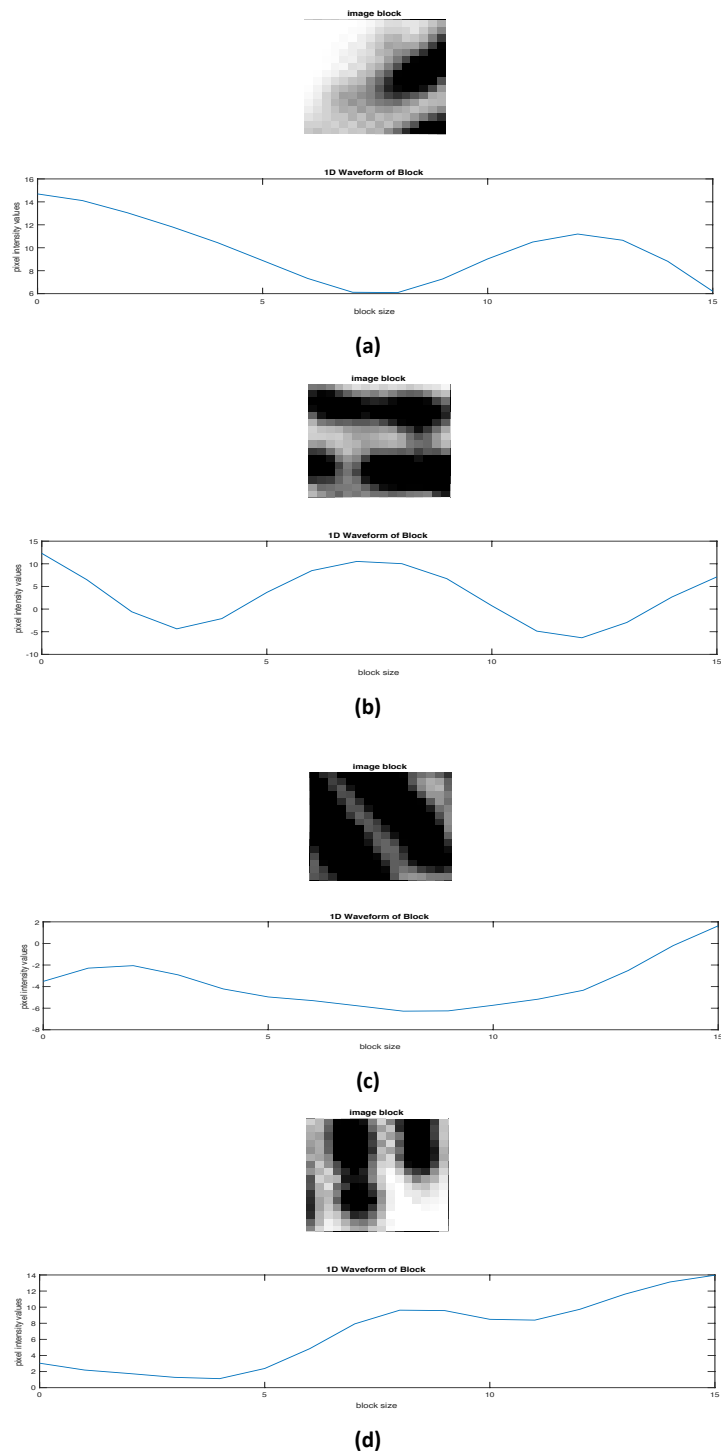 image block
1D Waveform of Block
16
14
12
10
8
6
pixel intensity values
0
5
10
15
block size
(a)
image block
1D Waveform of Block
15
10
5
0
-5
-10
pixel intensity values
0
5
10
15
block size
(b)
image block
1D Waveform of Block
2
0
-2
-4
-6
-8
pixel intensity values
0
5
10
15
block size
(c)
image block
1D Waveform of Block
14
12
10
8
6
4
2
0
pixel intensity values
0
5
10
15
block size
(d)